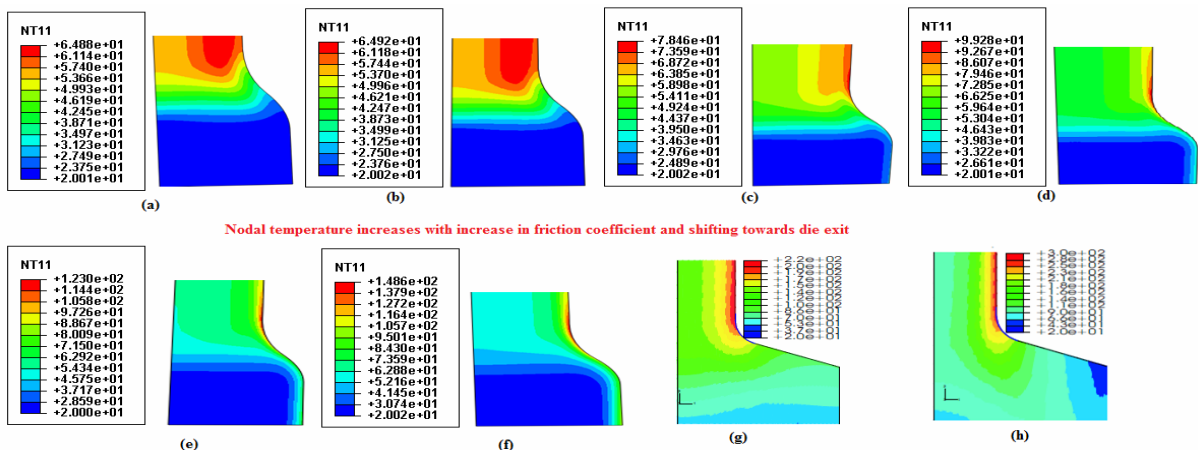 NT11
+6.488e+01
+6.114e+01
+5.740e+01
+5.366e+01
+4.993e+01
+4.619e+01
+4.245e+01
+3.871e+01
+3.497e+01
+3.123e+01
+2.749e+01
+2.375e+01
+2.001e+01
(a)
NT11
+6.492e+01
+6.118e+01
+5.744e+01
+5.370e+01
+4.996e+01
+4.621e+01
+4.247e+01
+3.873e+01
+3.499e+01
+3.125e+01
+2.750e+01
+2.376e+01
+2.002e+01
(b)
NT11
+7.846e+01
+7.359e+01
+6.872e+01
+6.385e+01
+5.898e+01
+5.411e+01
+4.924e+01
+4.437e+01
+3.950e+01
+3.463e+01
+2.976e+01
+2.489e+01
+2.002e+01
(c)
NT11
+9.928e+01
+9.267e+01
+8.607e+01
+7.946e+01
+7.285e+01
+6.625e+01
+5.964e+01
+5.304e+01
+4.643e+01
+3.983e+01
+3.322e+01
+2.661e+01
+2.001e+01
(d)
Nodal temperature increases with increase in friction coefficient and shifting towards die exit
NT11
+1.230e+02
+1.144e+02
+1.058e+02
+9.726e+01
+8.867e+01
+8.009e+01
+7.150e+01
+6.292e+01
+5.434e+01
+4.575e+01
+3.717e+01
+2.859e+01
+2.000e+01
(e)
NT11
+1.486e+02
+1.379e+02
+1.272e+02
+1.164e+02
+1.057e+02
+9.501e+01
+8.430e+01
+7.359e+01
+6.288e+01
+5.216e+01
+4.145e+01
+3.074e+01
+2.002e+01
(f)
+2.2e+02
+2.0e+02
+2.0e+01
(g)
+3.0e+02
+2.0e+01
(h)